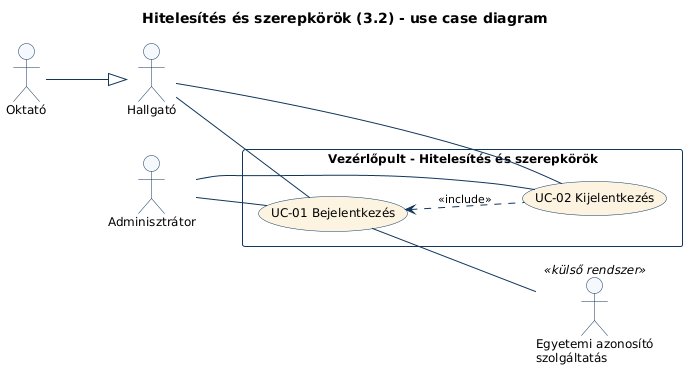 Hitelesítés és szerepkörök (3.2) - use case diagram
Oktató
Hallgató
Adminisztrátor
Vezérlőpult - Hitelesítés és szerepkörök
UC-01 Bejelentkezés
«include»
UC-02 Kijelentkezés
«külső rendszer»
Egyetemi azonosító
szolgáltatás